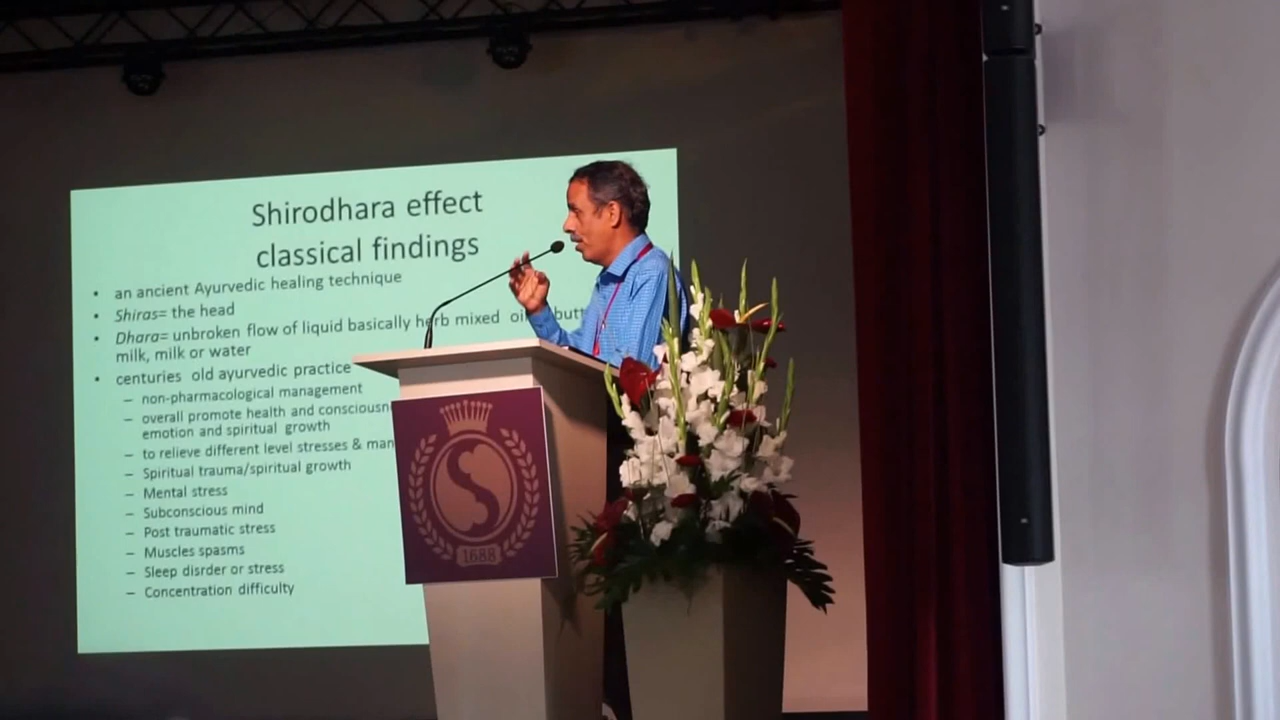 Shirodhara effect
classical findings
• an ancient Ayurvedic healing technique
• Shiras= the head
• Dhara= unbroken flow of liquid basically herb mixed
milk, milk or water
• centuries old ayurvedic practice
– non-pharmacological management
– overall promote health and
emotion and spiritual growth
– to relieve different level stresses &
– Spiritual trauma/spiritual growth
– Mental stress
– Subconscious mind
– Post traumatic stress
– Muscles spasms
– Sleep disrder or stress
– Concentration difficulty
S
1688